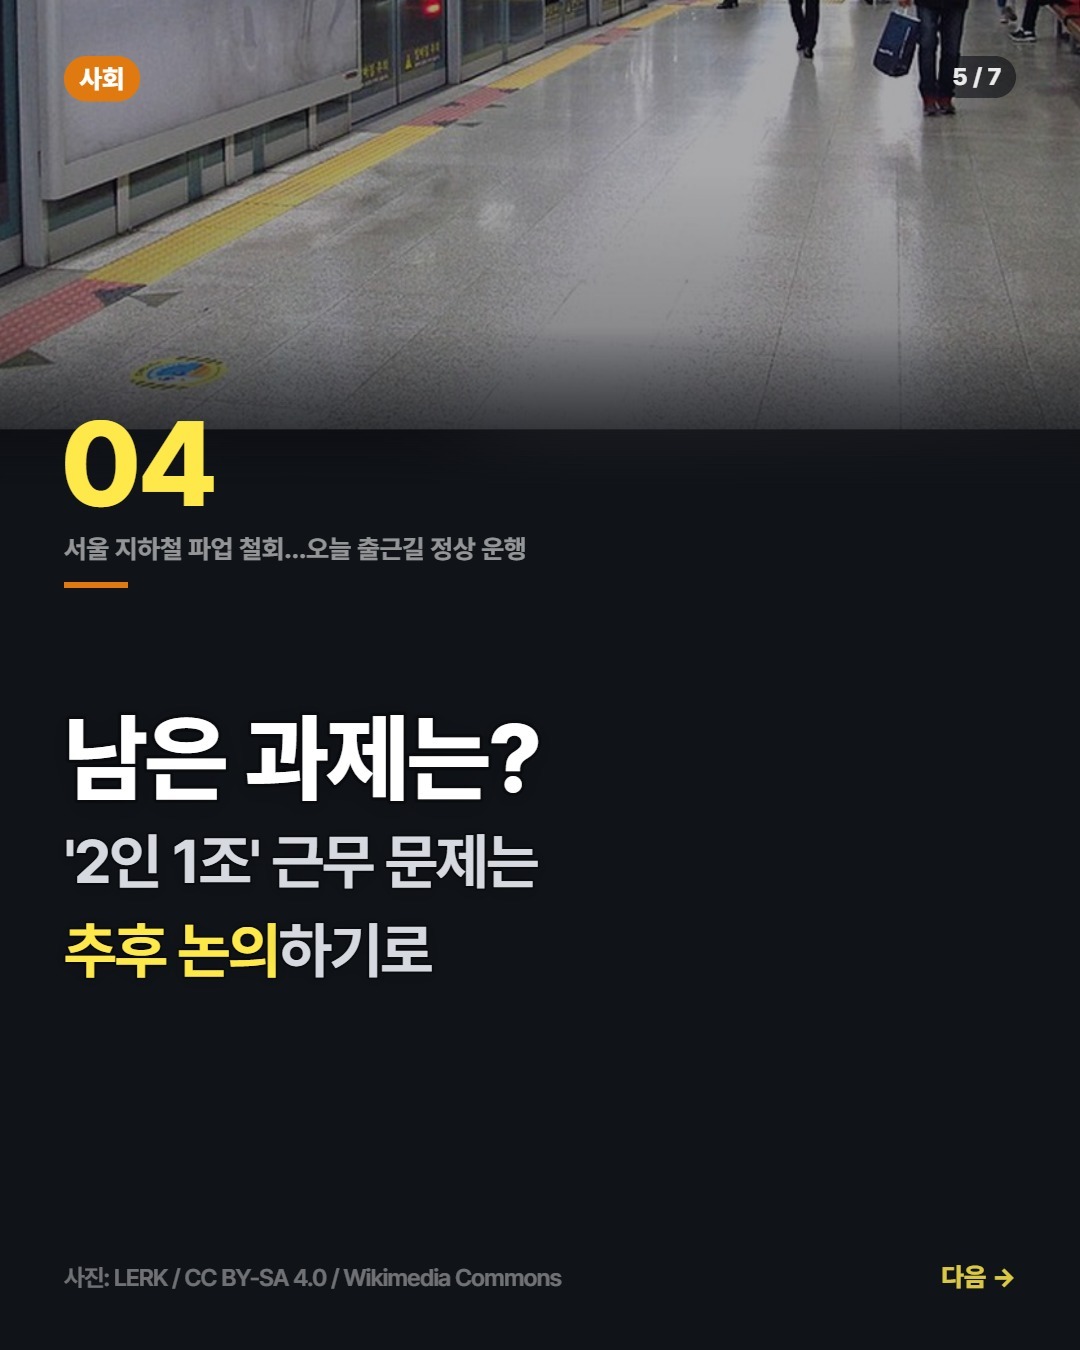 사회
5 / 7
04
서울 지하철 파업 철회...오늘 출근길 정상 운행
남은 과제는?
'2인 1조' 근무 문제는
추후 논의하기로
사진: LERK / CC BY-SA 4.0 / Wikimedia Commons
다음 →